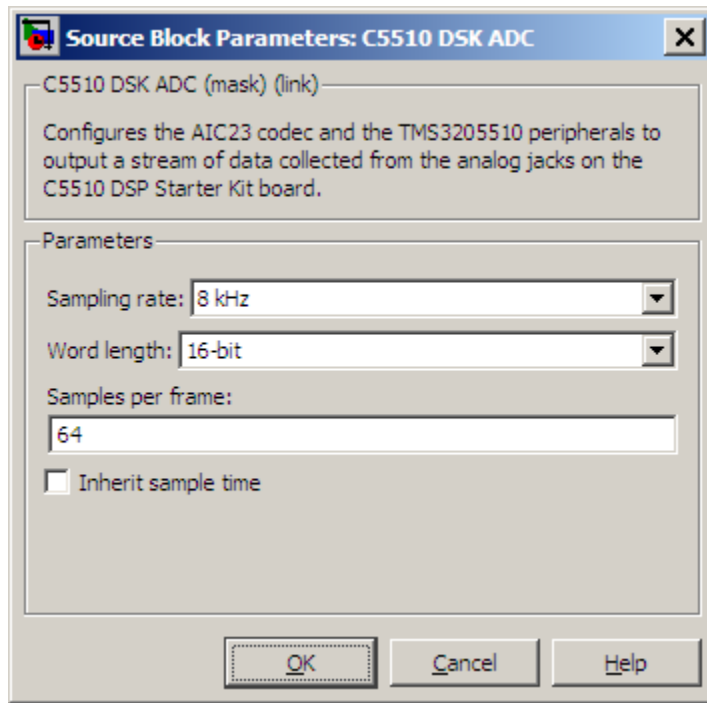 Source Block Parameters: C5510 DSK ADC
C5510 DSK ADC (mask) (link)
Configures the AIC23 codec and the TMS3205510 peripherals to
output a stream of data collected from the analog jacks on the
C5510 DSP Starter Kit board.
Parameters
Sampling rate: 8 kHz
Word length: 16-bit
Samples per frame:
64
Inherit sample time
OK Cancel Help